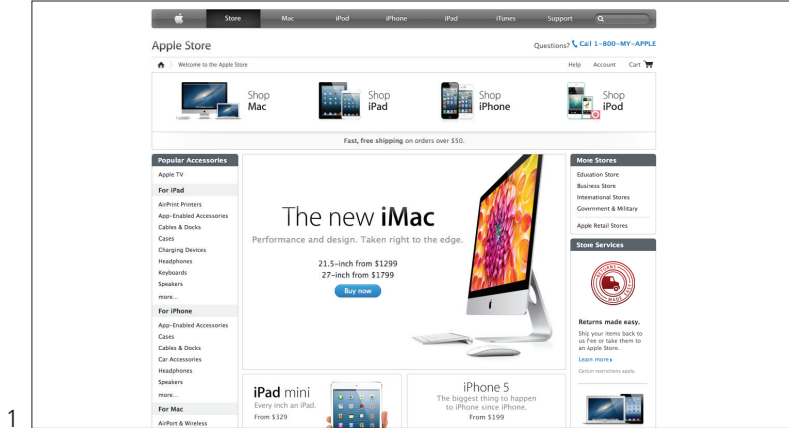 Store Mac iPod iPhone iPad iTunes Support
Apple Store
Questions? Call 1-800-MY-APPLE
Welcome to the Apple Store
Help Account Cart
Shop Mac
Shop iPad
Shop iPhone
Shop iPod
Fast, free shipping on orders over $50.
Popular Accessories
Apple TV
For iPad
AirPrint Printers
App-Enabled Accessories
Cables & Docks
Cases
Charging Devices
Headphones
Keyboards
Speakers
more...
For iPhone
App-Enabled Accessories
Cases
Cables & Docks
Car Accessories
Headphones
Speakers
more...
For Mac
AirPort & Wireless
The new iMac
Performance and design. Taken right to the edge.
21.5-inch from $1299
27-inch from $1799
Buy now
iPad mini
Every inch an iPad.
From $329
iPhone 5
The biggest thing to happen
to iPhone since iPhone.
From $199
More Stores
Education Store
Business Store
International Stores
Government & Military
Apple Retail Stores
Store Services
RETURNS
MADE EASY
Returns made easy.
Ship your items back to
us free or take them to
an Apple Store.
Learn more
Certain restrictions apply.
1